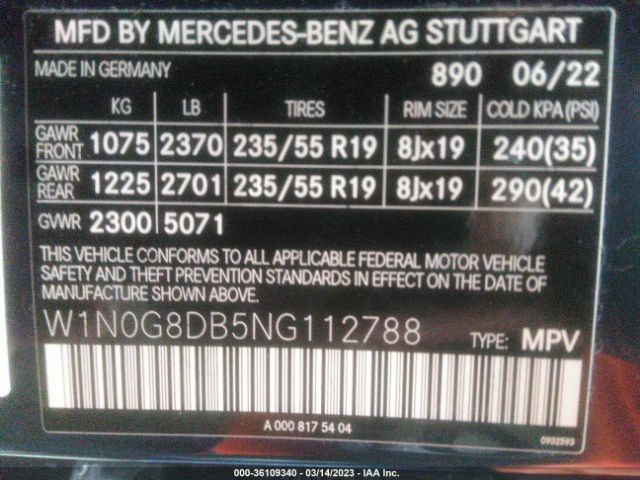 MFD BY MERCEDES-BENZ AG STUTTGART
MADE IN GERMANY 890 06/22
KG LB TIRES RIM SIZE COLD KPA(PSI)
GAWR FRONT 1075 2370 235/55 R19 8Jx19 240(35)
GAWR REAR 1225 2701 235/55 R19 8Jx19 290(42)
GVWR 2300 5071
THIS VEHICLE CONFORMS TO ALL APPLICABLE FEDERAL MOTOR VEHICLE
SAFETY AND THEFT PREVENTION STANDARDS IN EFFECT ON THE DATE OF
MANUFACTURE SHOWN ABOVE.
W1N0G8DB5NG112788 TYPE: MPV
A 000 817 54 04
0932593
000-36109340 - 03/14/2023 - IAA Inc.